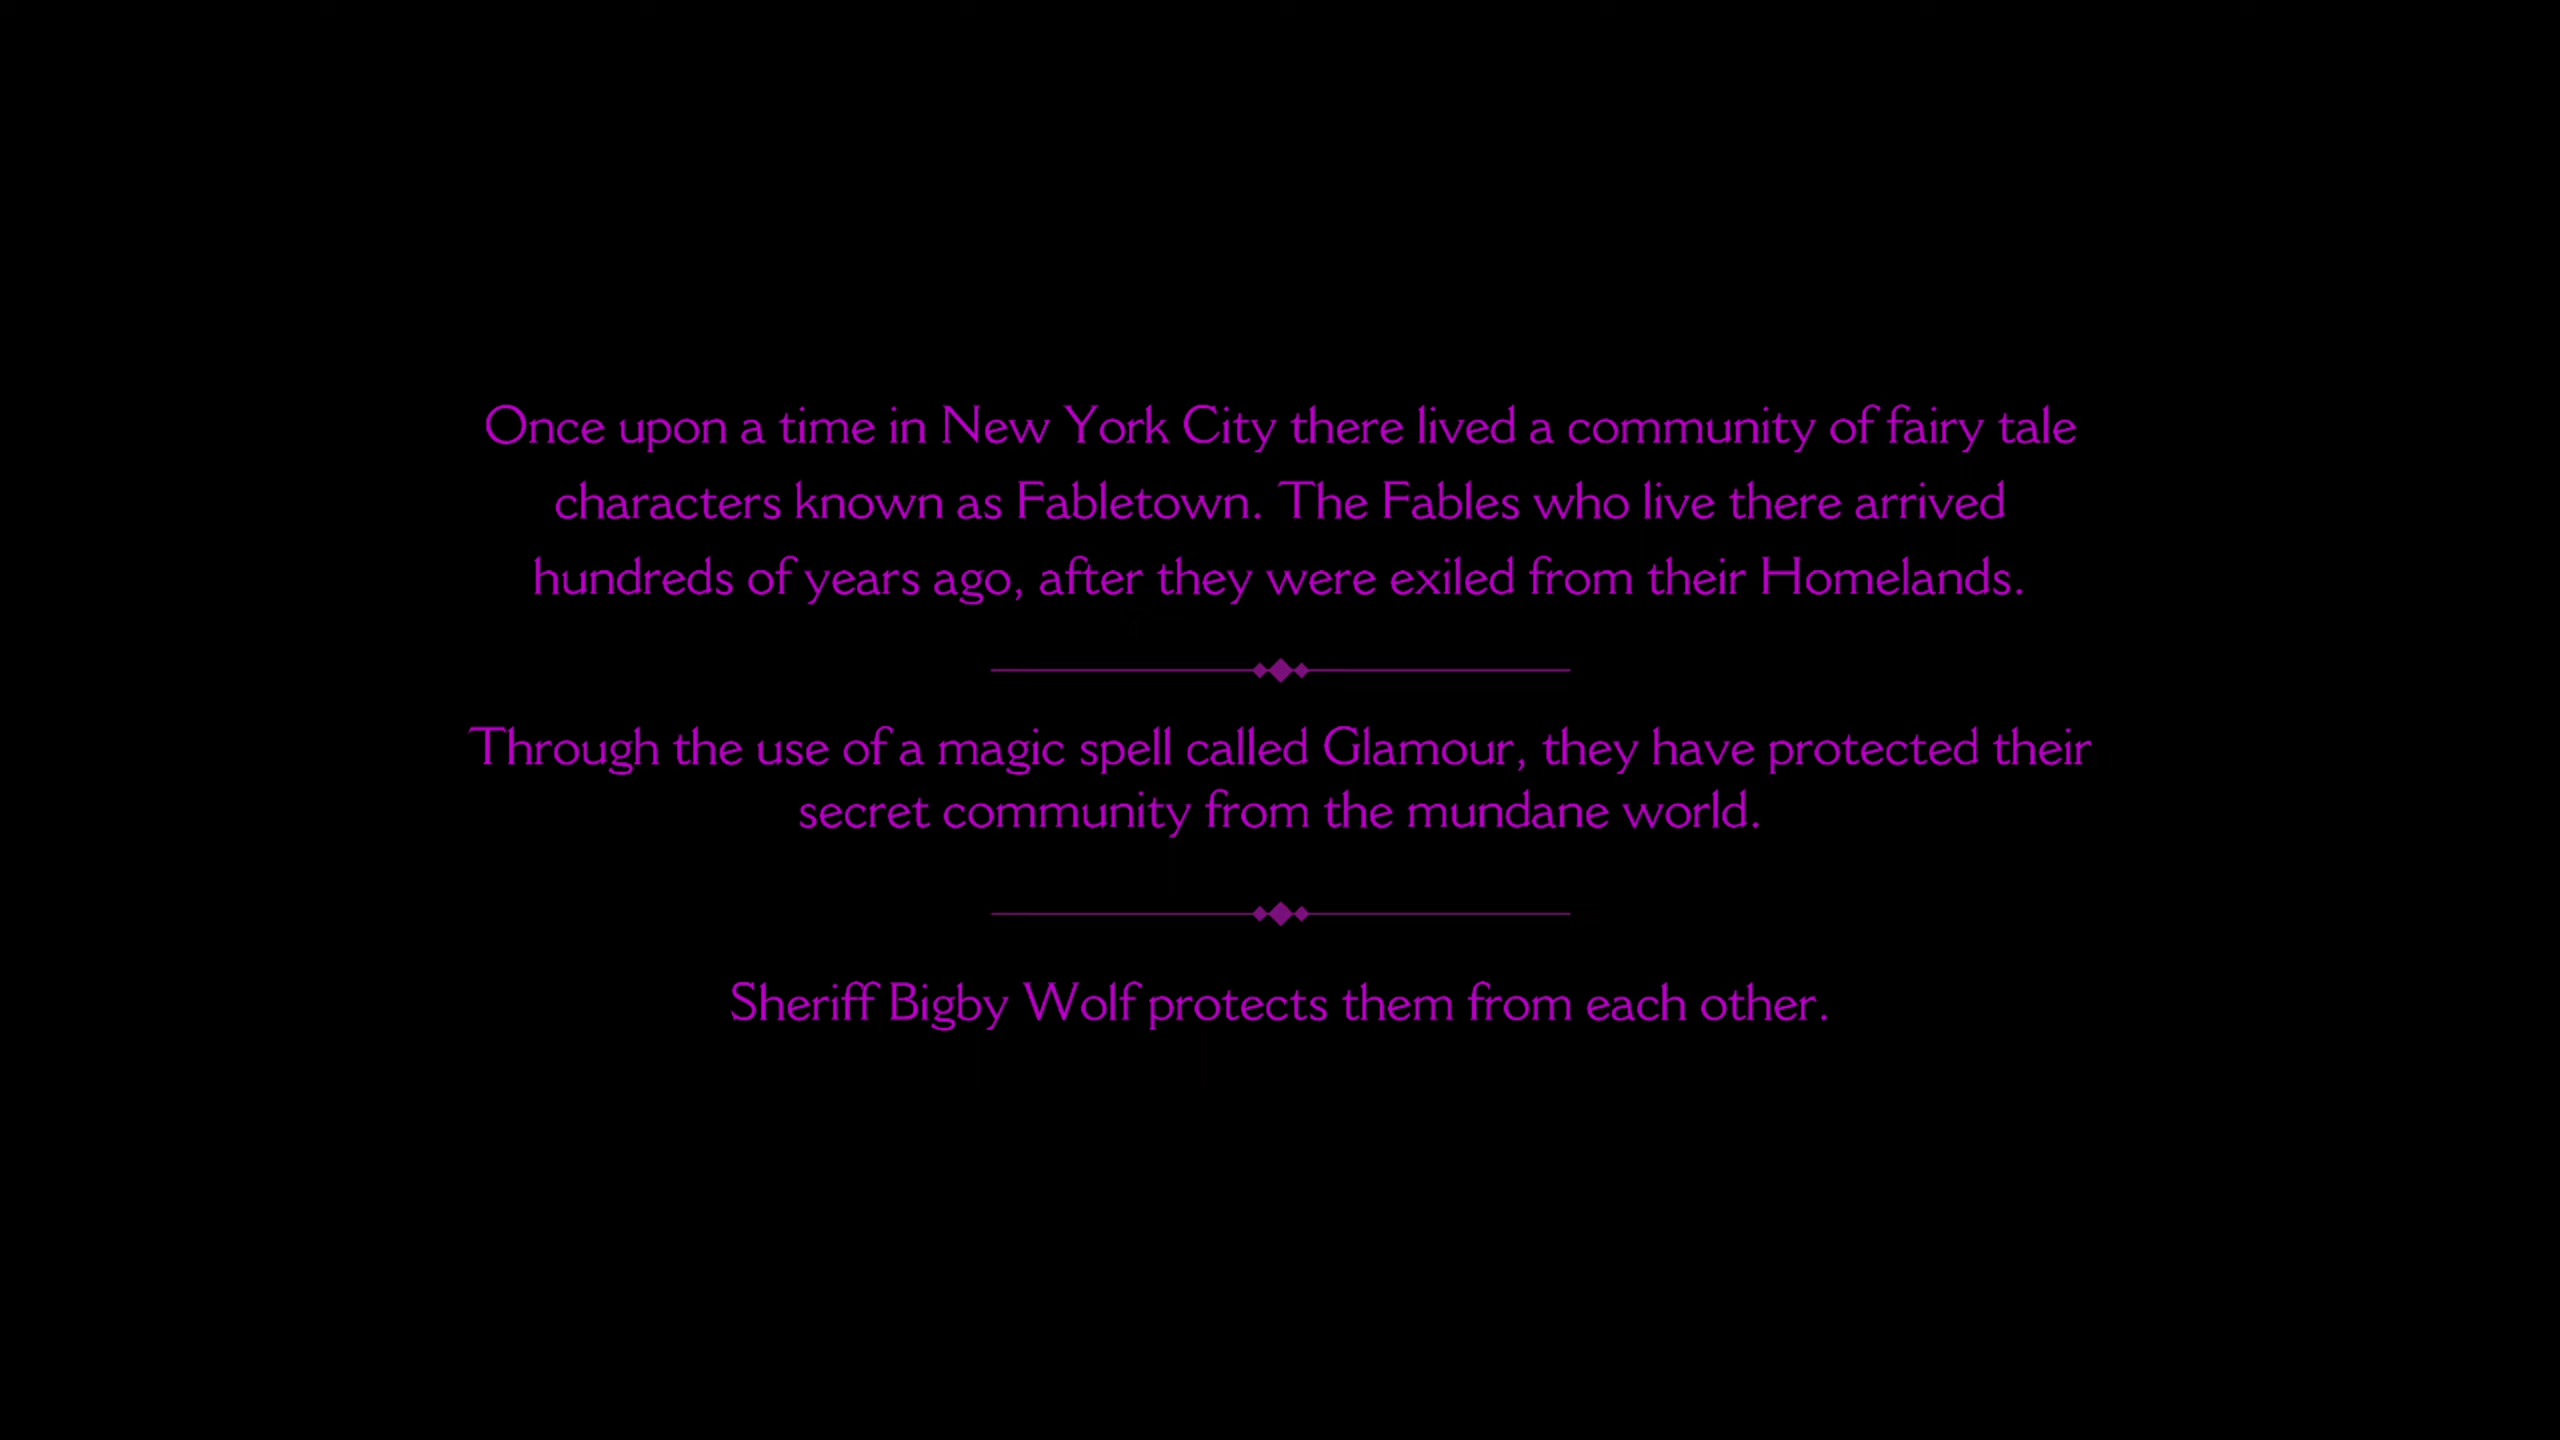 Once upon a time in New York City there lived a community of fairy tale
characters known as Fabletown. The Fables who live there arrived
hundreds of years ago, after they were exiled from their Homelands.
Through the use of a magic spell called Glamour, they have protected their
secret community from the mundane world.
Sheriff Bigby Wolf protects them from each other.